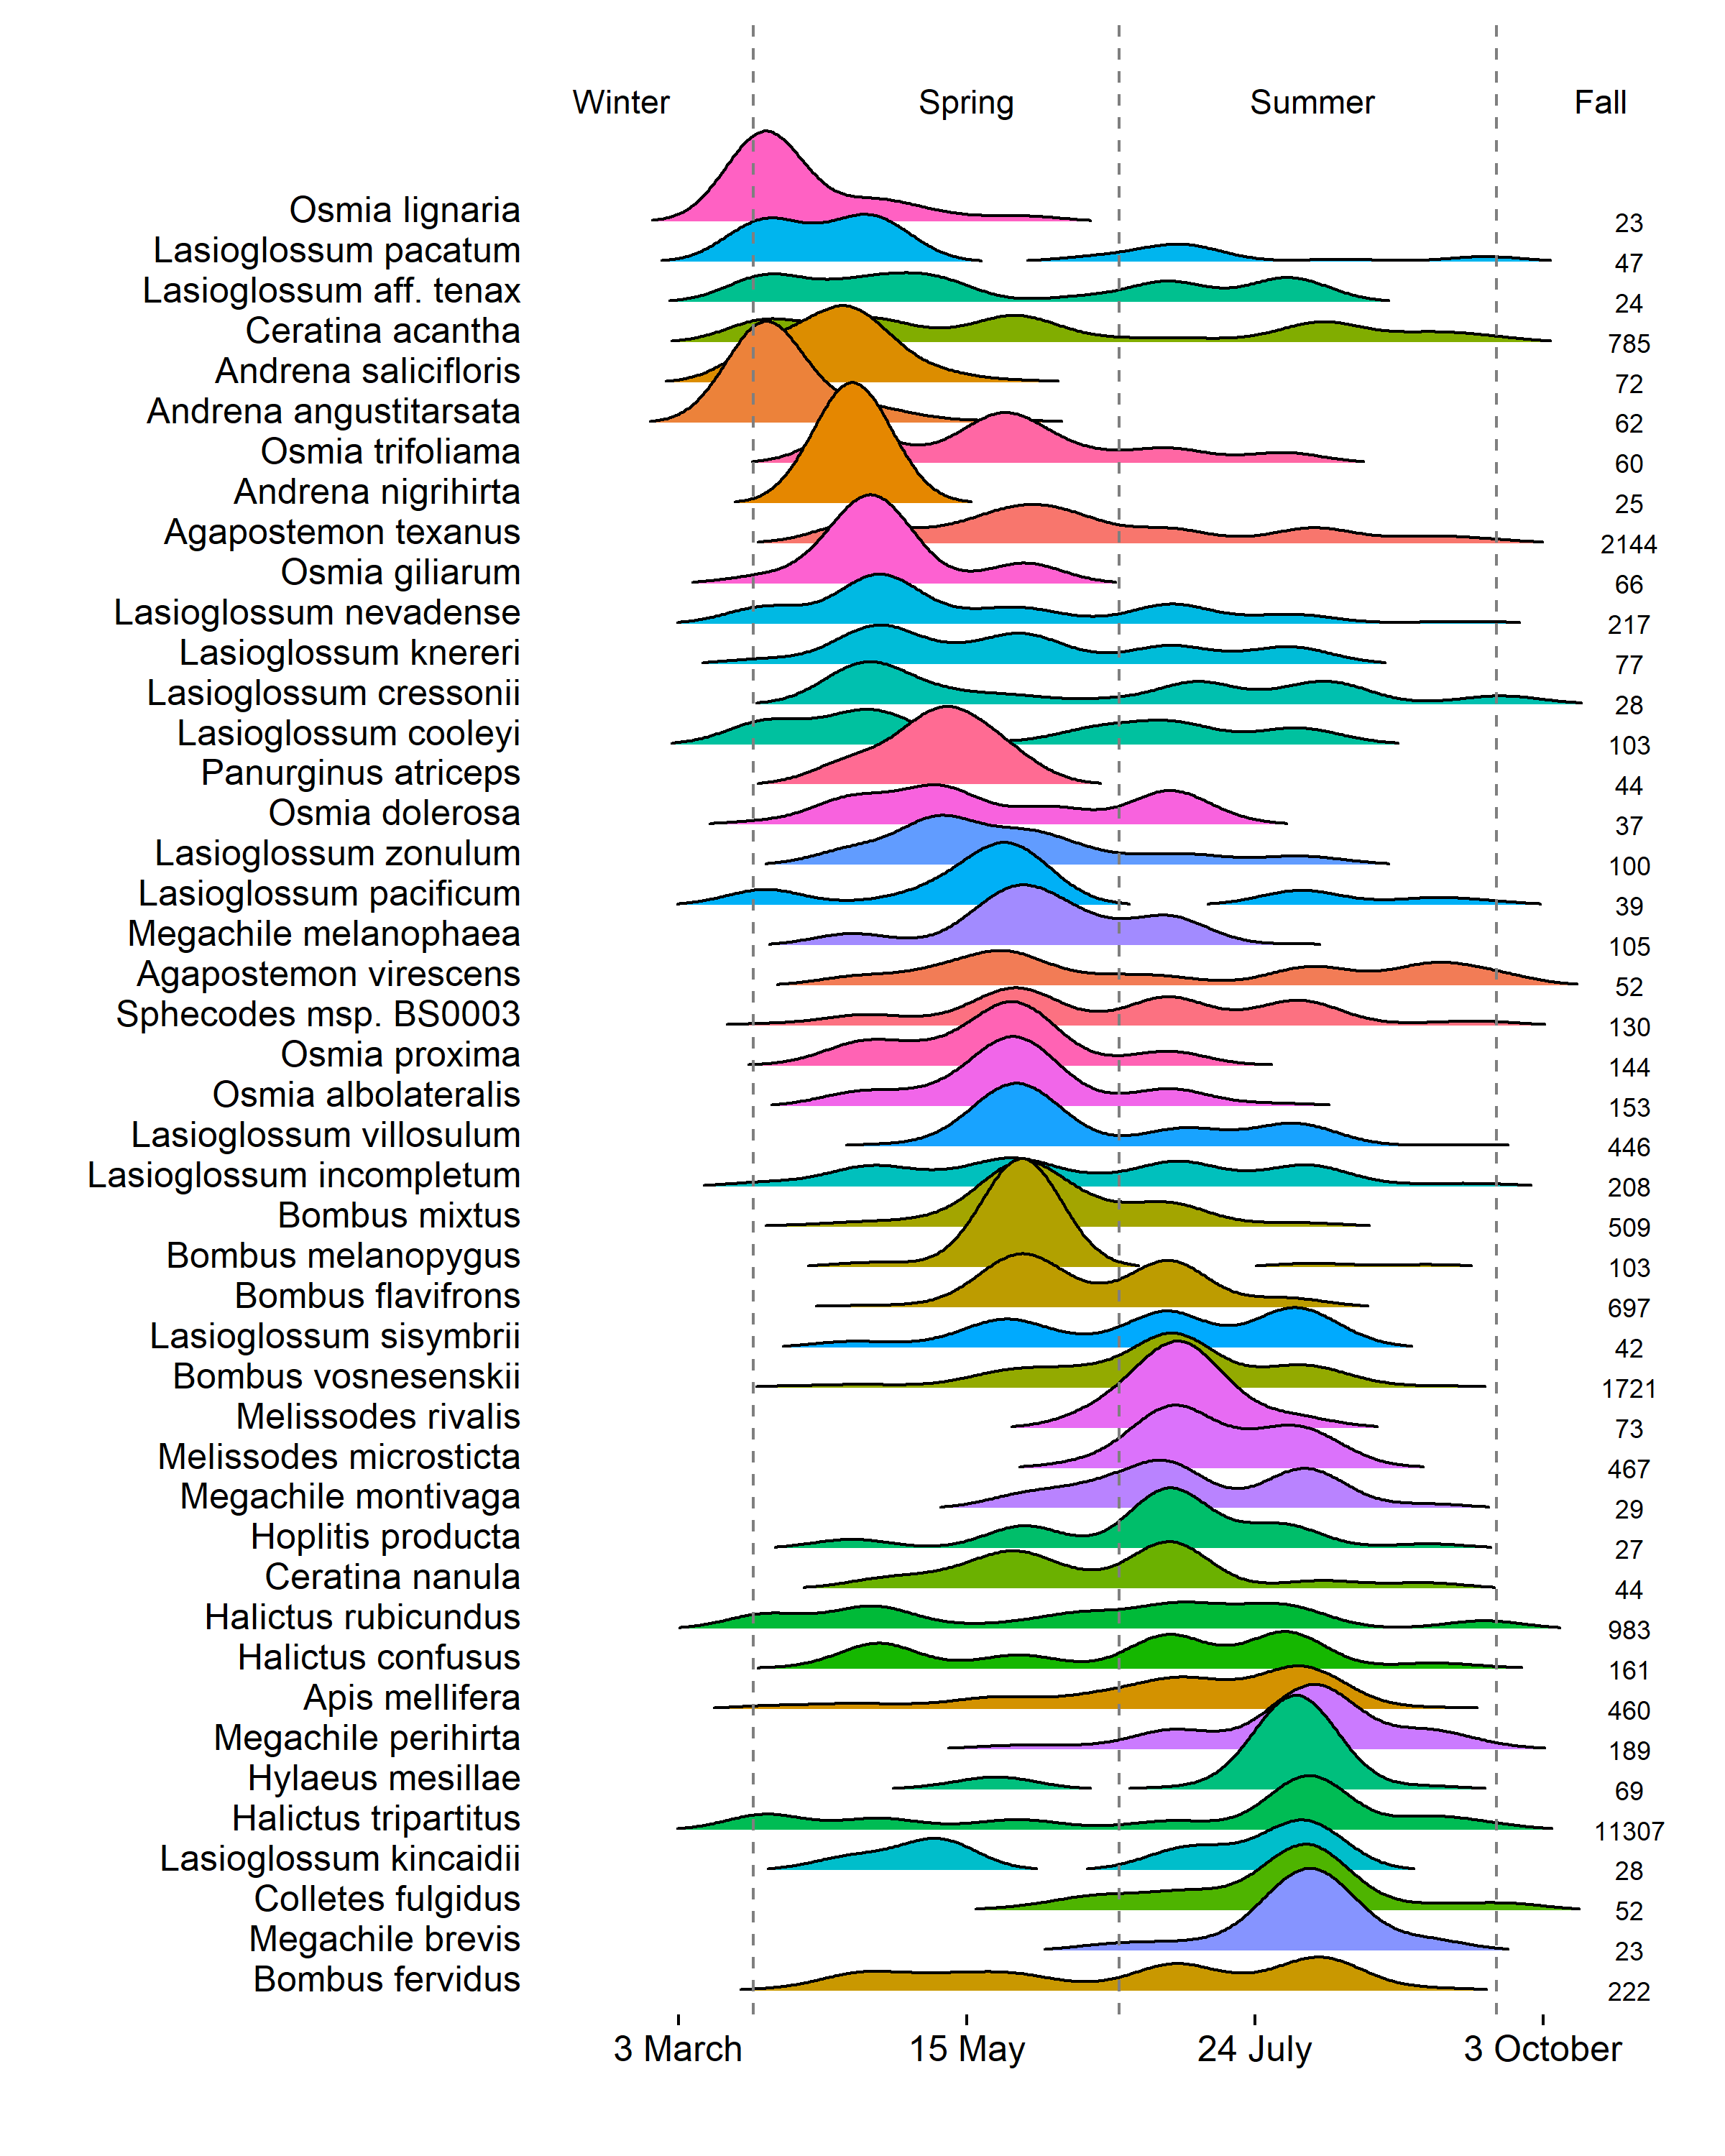 Winter Spring Summer Fall
Osmia lignaria 23
Lasioglossum pacatum 47
Lasioglossum aff. tenax 24
Ceratina acantha 785
Andrena salicifloris 72
Andrena angustitarsata 62
Osmia trifoliama 60
Andrena nigrihirta 25
Agapostemon texanus 2144
Osmia giliarum 66
Lasioglossum nevadense 217
Lasioglossum knereri 77
Lasioglossum cressonii 28
Lasioglossum cooleyi 103
Panurginus atriceps 44
Osmia dolerosa 37
Lasioglossum zonulum 100
Lasioglossum pacificum 39
Megachile melanophaea 105
Agapostemon virescens 52
Sphecodes msp. BS0003 130
Osmia proxima 144
Osmia albolateralis 153
Lasioglossum villosulum 446
Lasioglossum incompletum 208
Bombus mixtus 509
Bombus melanopygus 103
Bombus flavifrons 697
Lasioglossum sisymbrii 42
Bombus vosnesenskii 1721
Melissodes rivalis 73
Melissodes microsticta 467
Megachile montivaga 29
Hoplitis producta 27
Ceratina nanula 44
Halictus rubicundus 983
Halictus confusus 161
Apis mellifera 460
Megachile perihirta 189
Hylaeus mesillae 69
Halictus tripartitus 11307
Lasioglossum kincaidii 28
Colletes fulgidus 52
Megachile brevis 23
Bombus fervidus 222
3 March 15 May 24 July 3 October